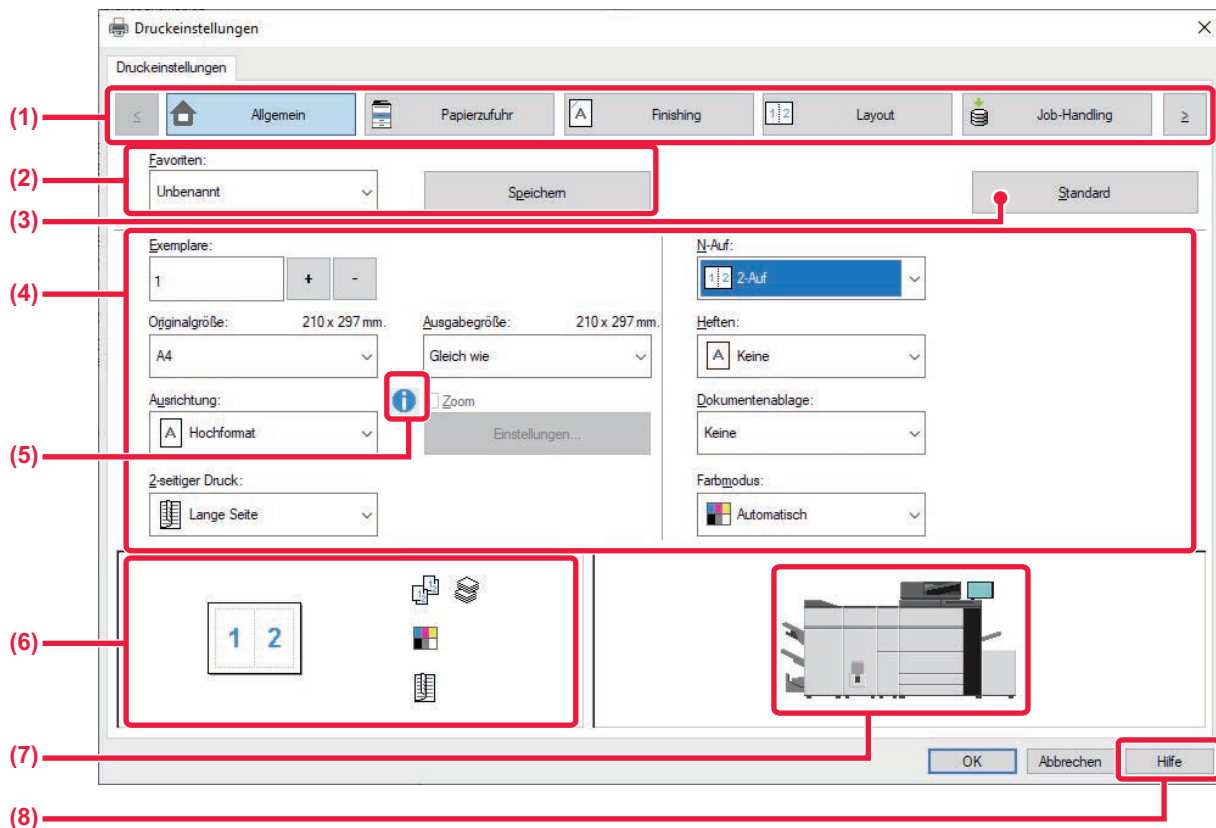 Druckeinstellungen
Druckeinstellungen
(1)
< Allgemein Papierzufuhr Finishing Layout Job-Handling >
(2)
Favoriten:
Unbenannt Speichern Standard
(3)
(4)
Exemplare: N-Auf:
1 + - 1 2 2-Auf
Originalgröße: 210 x 297 mm. Ausgabegröße: 210 x 297 mm. Heften:
A4 Gleich wie A Keine
Ausrichtung: i Zoom Dokumentenablage:
A Hochformat Einstellungen... Keine
(5)
2-seitiger Druck: Farbmodus:
Lange Seite Automatisch
(6)
1 2
(7)
OK Abbrechen Hilfe
(8)